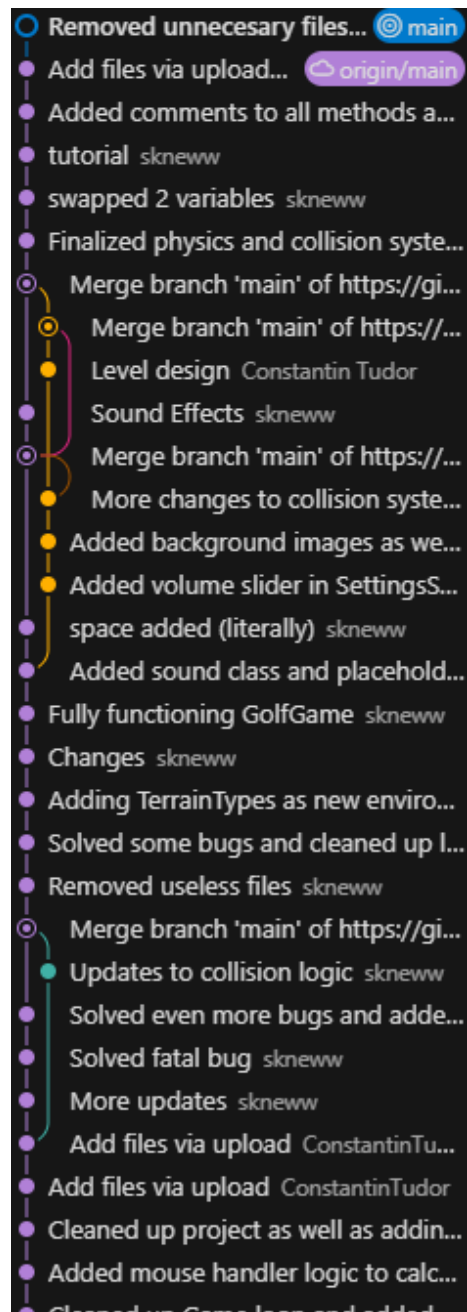 Removed unnecesary files... main
Add files via upload... origin/main
Added comments to all methods a...
tutorial skneww
swapped 2 variables skneww
Finalized physics and collision syste...
Merge branch 'main' of https://gi...
Merge branch 'main' of https://...
Level design Constantin Tudor
Sound Effects skneww
Merge branch 'main' of https://...
More changes to collision syste...
Added background images as we...
Added volume slider in SettingsS...
space added (literally) skneww
Added sound class and placehold...
Fully functioning GolfGame skneww
Changes skneww
Adding TerrainTypes as new enviro...
Solved some bugs and cleaned up l...
Removed useless files skneww
Merge branch 'main' of https://gi...
Updates to collision logic skneww
Solved even more bugs and adde...
Solved fatal bug skneww
More updates skneww
Add files via upload ConstantinTu...
Add files via upload ConstantinTudor
Cleaned up project as well as addin...
Added mouse handler logic to calc...
Cleaned up Game loop and added